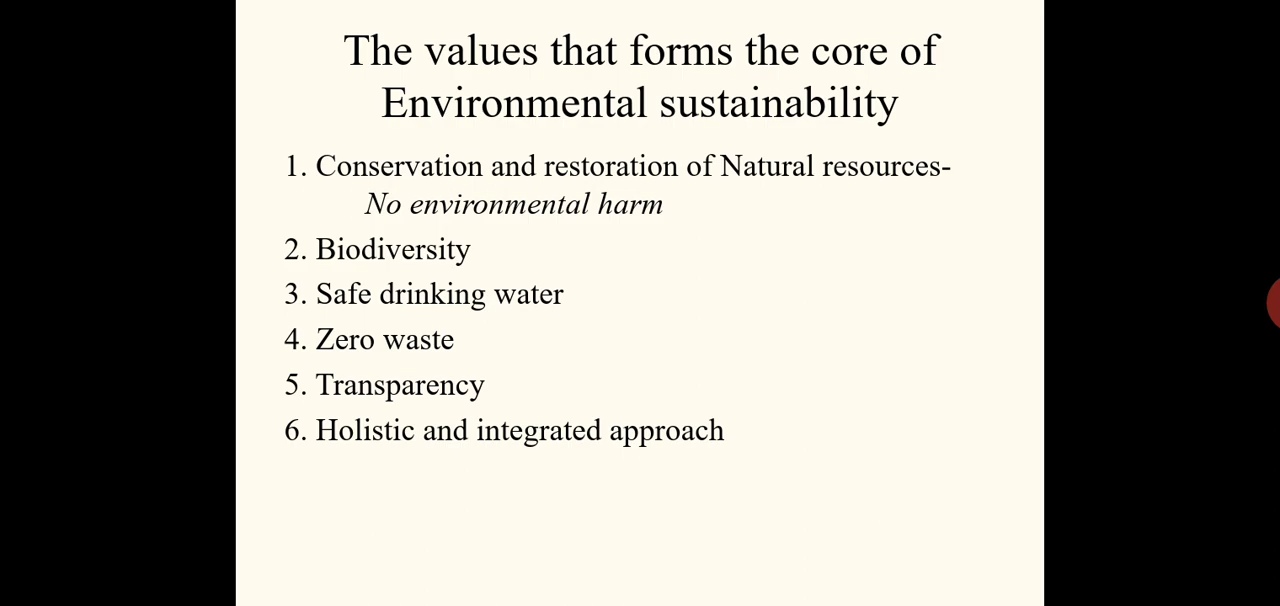 The values that forms the core of
Environmental sustainability
1. Conservation and restoration of Natural resources-
No environmental harm
2. Biodiversity
3. Safe drinking water
4. Zero waste
5. Transparency
6. Holistic and integrated approach